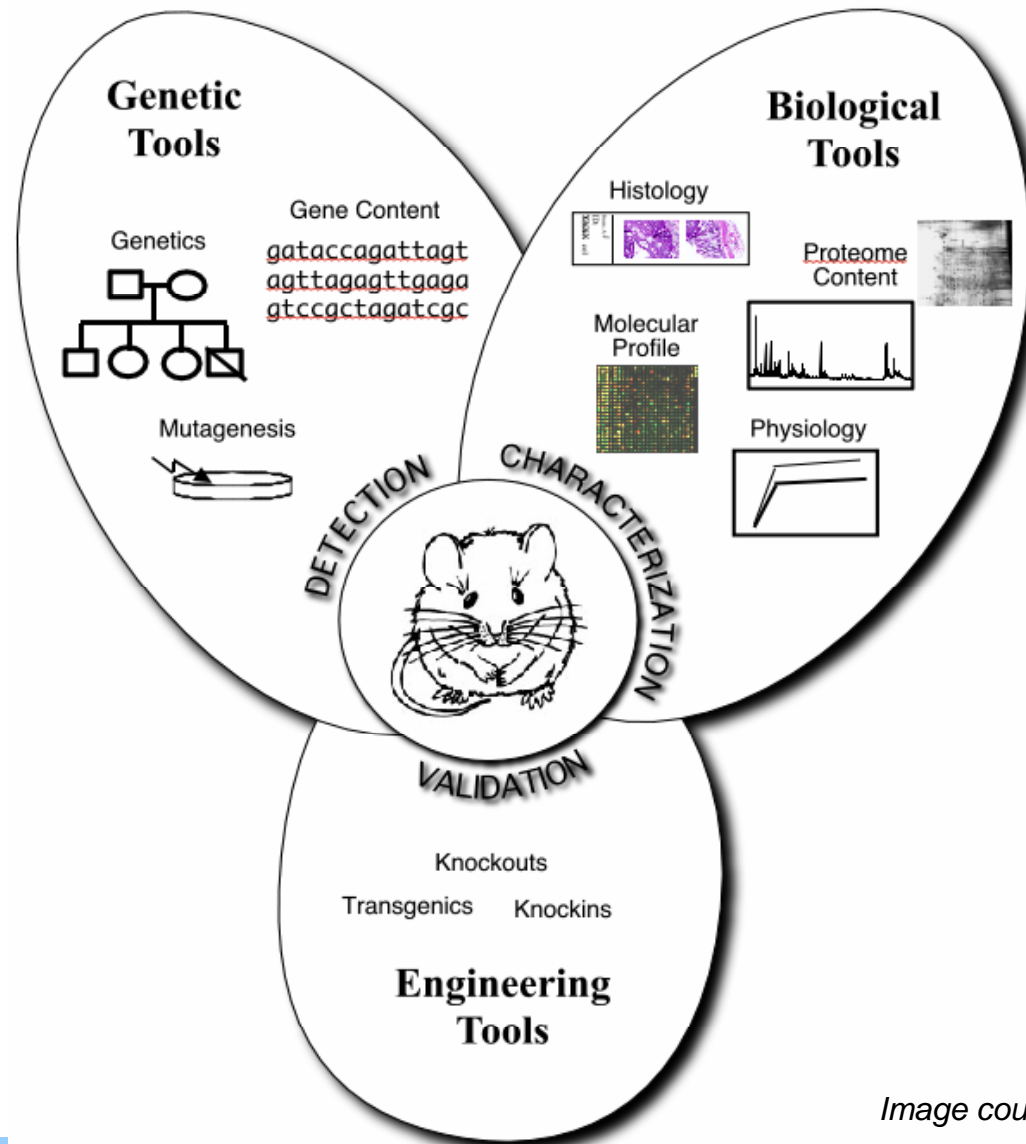 Genetic
Tools
Genetics
Gene Content
gataccagattagt
agttagagttgaga
gtccgctagatcgc
Mutagenesis
Biological
Tools
Histology
Proteome
Content
Molecular
Profile
Physiology
DETECTION
CHARACTERIZATION
VALIDATION
Knockouts
Transgenics Knockins
Engineering
Tools
Image cou